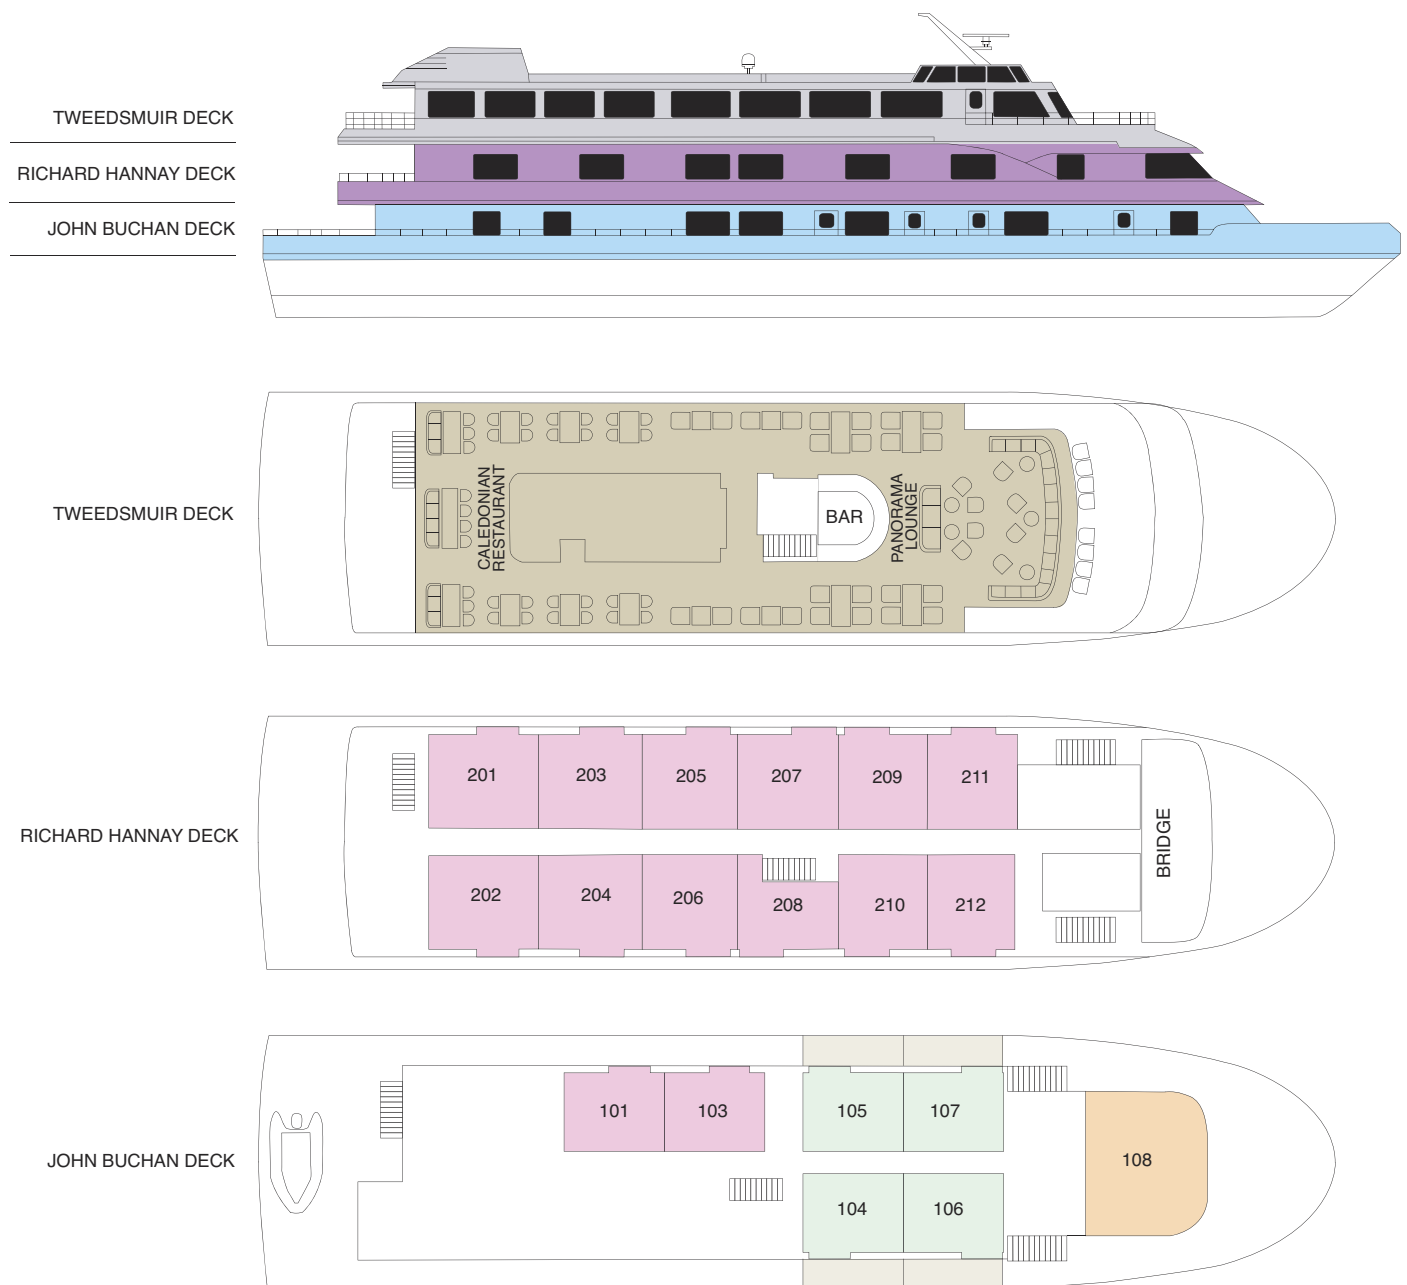 TWEEDSMUIR DECK
RICHARD HANNAY DECK
JOHN BUCHAN DECK
TWEEDSMUIR DECK
CALEDONIAN
RESTAURANT
BAR
PANORAMA
LOUNGE
RICHARD HANNAY DECK
201
203
205
207
209
211
202
204
206
208
210
212
BRIDGE
JOHN BUCHAN DECK
101
103
105
107
104
106
108